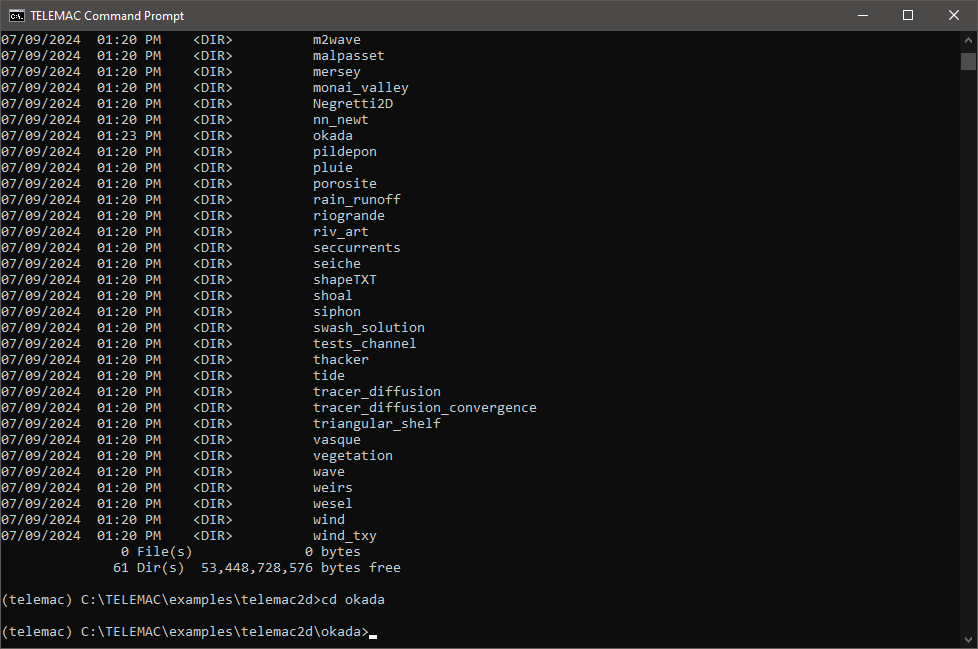 TELEMAC Command Prompt
07/09/2024  01:20 PM    <DIR>          m2wave
07/09/2024  01:20 PM    <DIR>          malpasset
07/09/2024  01:20 PM    <DIR>          mersey
07/09/2024  01:20 PM    <DIR>          monai_valley
07/09/2024  01:20 PM    <DIR>          Negretti2D
07/09/2024  01:20 PM    <DIR>          nn_newt
07/09/2024  01:23 PM    <DIR>          okada
07/09/2024  01:20 PM    <DIR>          pildepon
07/09/2024  01:20 PM    <DIR>          pluie
07/09/2024  01:20 PM    <DIR>          porosite
07/09/2024  01:20 PM    <DIR>          rain_runoff
07/09/2024  01:20 PM    <DIR>          riogrande
07/09/2024  01:20 PM    <DIR>          riv_art
07/09/2024  01:20 PM    <DIR>          seccurrents
07/09/2024  01:20 PM    <DIR>          seiche
07/09/2024  01:20 PM    <DIR>          shapeTXT
07/09/2024  01:20 PM    <DIR>          shoal
07/09/2024  01:20 PM    <DIR>          siphon
07/09/2024  01:20 PM    <DIR>          swash_solution
07/09/2024  01:20 PM    <DIR>          tests_channel
07/09/2024  01:20 PM    <DIR>          thacker
07/09/2024  01:20 PM    <DIR>          tide
07/09/2024  01:20 PM    <DIR>          tracer_diffusion
07/09/2024  01:20 PM    <DIR>          tracer_diffusion_convergence
07/09/2024  01:20 PM    <DIR>          triangular_shelf
07/09/2024  01:20 PM    <DIR>          vasque
07/09/2024  01:20 PM    <DIR>          vegetation
07/09/2024  01:20 PM    <DIR>          wave
07/09/2024  01:20 PM    <DIR>          weirs
07/09/2024  01:20 PM    <DIR>          wesel
07/09/2024  01:20 PM    <DIR>          wind
07/09/2024  01:20 PM    <DIR>          wind_txy
               0 File(s)              0 bytes
              61 Dir(s)  53,448,728,576 bytes free
(telemac) C:\TELEMAC\examples\telemac2d>cd okada
(telemac) C:\TELEMAC\examples\telemac2d\okada>